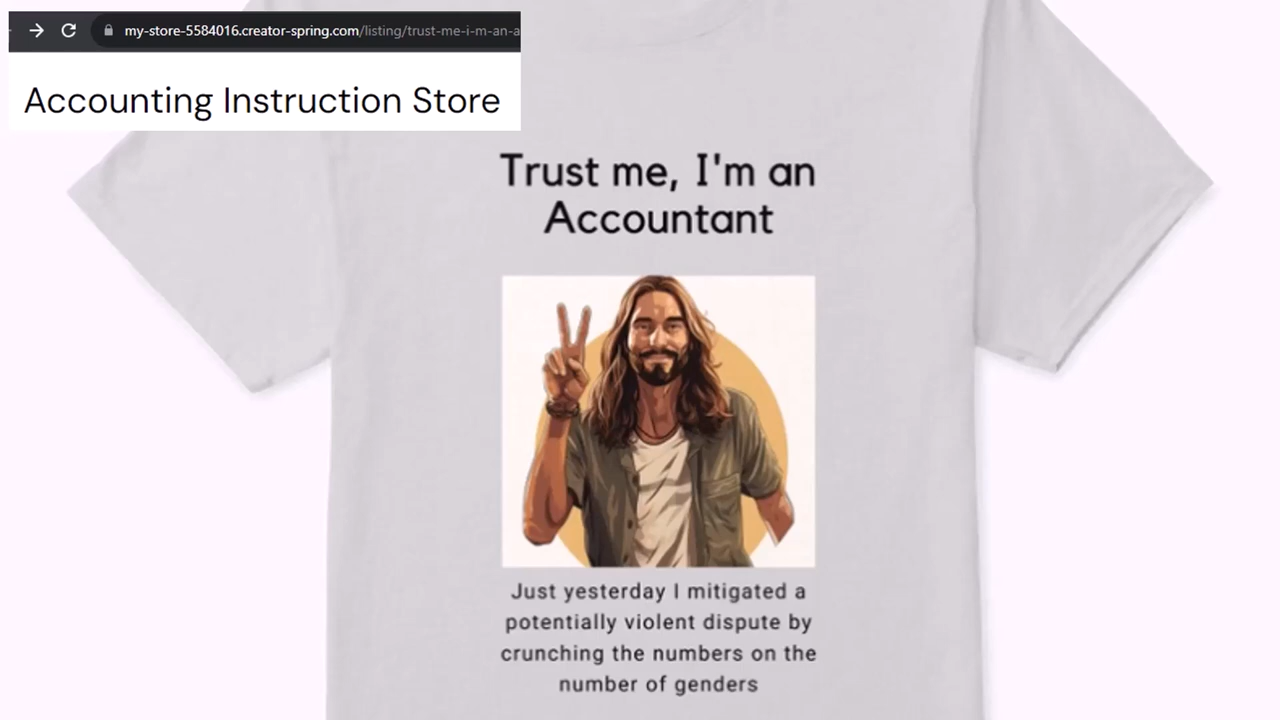 my-store-5584016.creator-spring.com/listing/trust-me-i-m-an-a
Accounting Instruction Store
Trust me, I'm an
Accountant
Just yesterday I mitigated a
potentially violent dispute by
crunching the numbers on the
number of genders